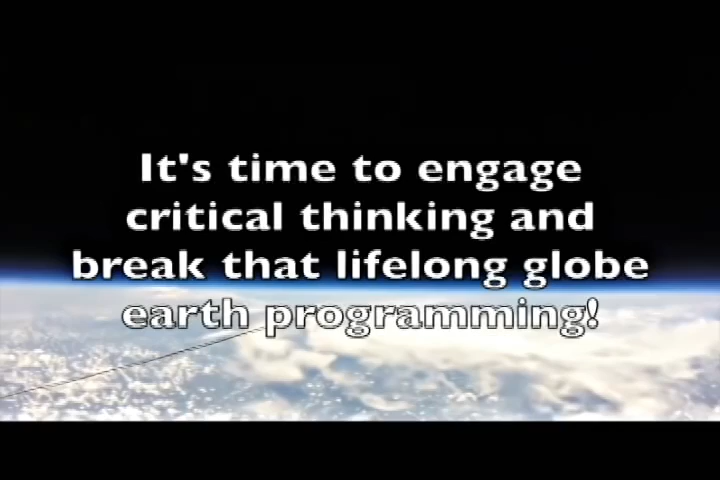 It's time to engage
critical thinking and
break that lifelong globe
earth programming!